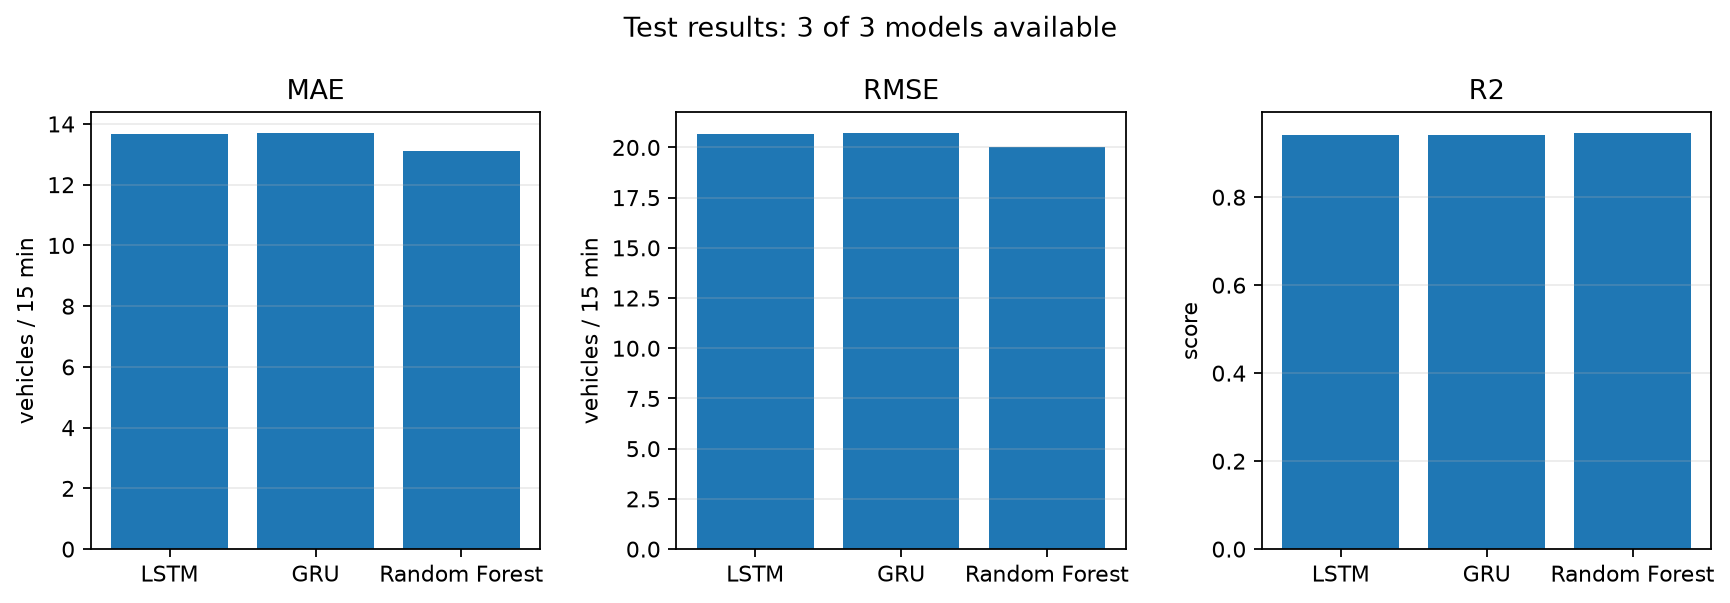 Test results: 3 of 3 models available
MAE
vehicles / 15 min
14
12
10
8
6
4
2
0
LSTM GRU Random Forest
RMSE
vehicles / 15 min
20.0
17.5
15.0
12.5
10.0
7.5
5.0
2.5
0.0
LSTM GRU Random Forest
R2
score
0.8
0.6
0.4
0.2
0.0
LSTM GRU Random Forest